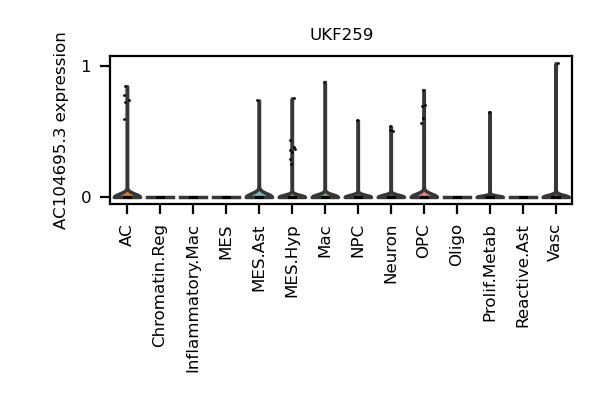 UKF259
AC104695.3 expression
1
0
AC
Chromatin.Reg
Inflammatory.Mac
MES
MES.Ast
MES.Hyp
Mac
NPC
Neuron
OPC
Oligo
Prolif.Metab
Reactive.Ast
Vasc